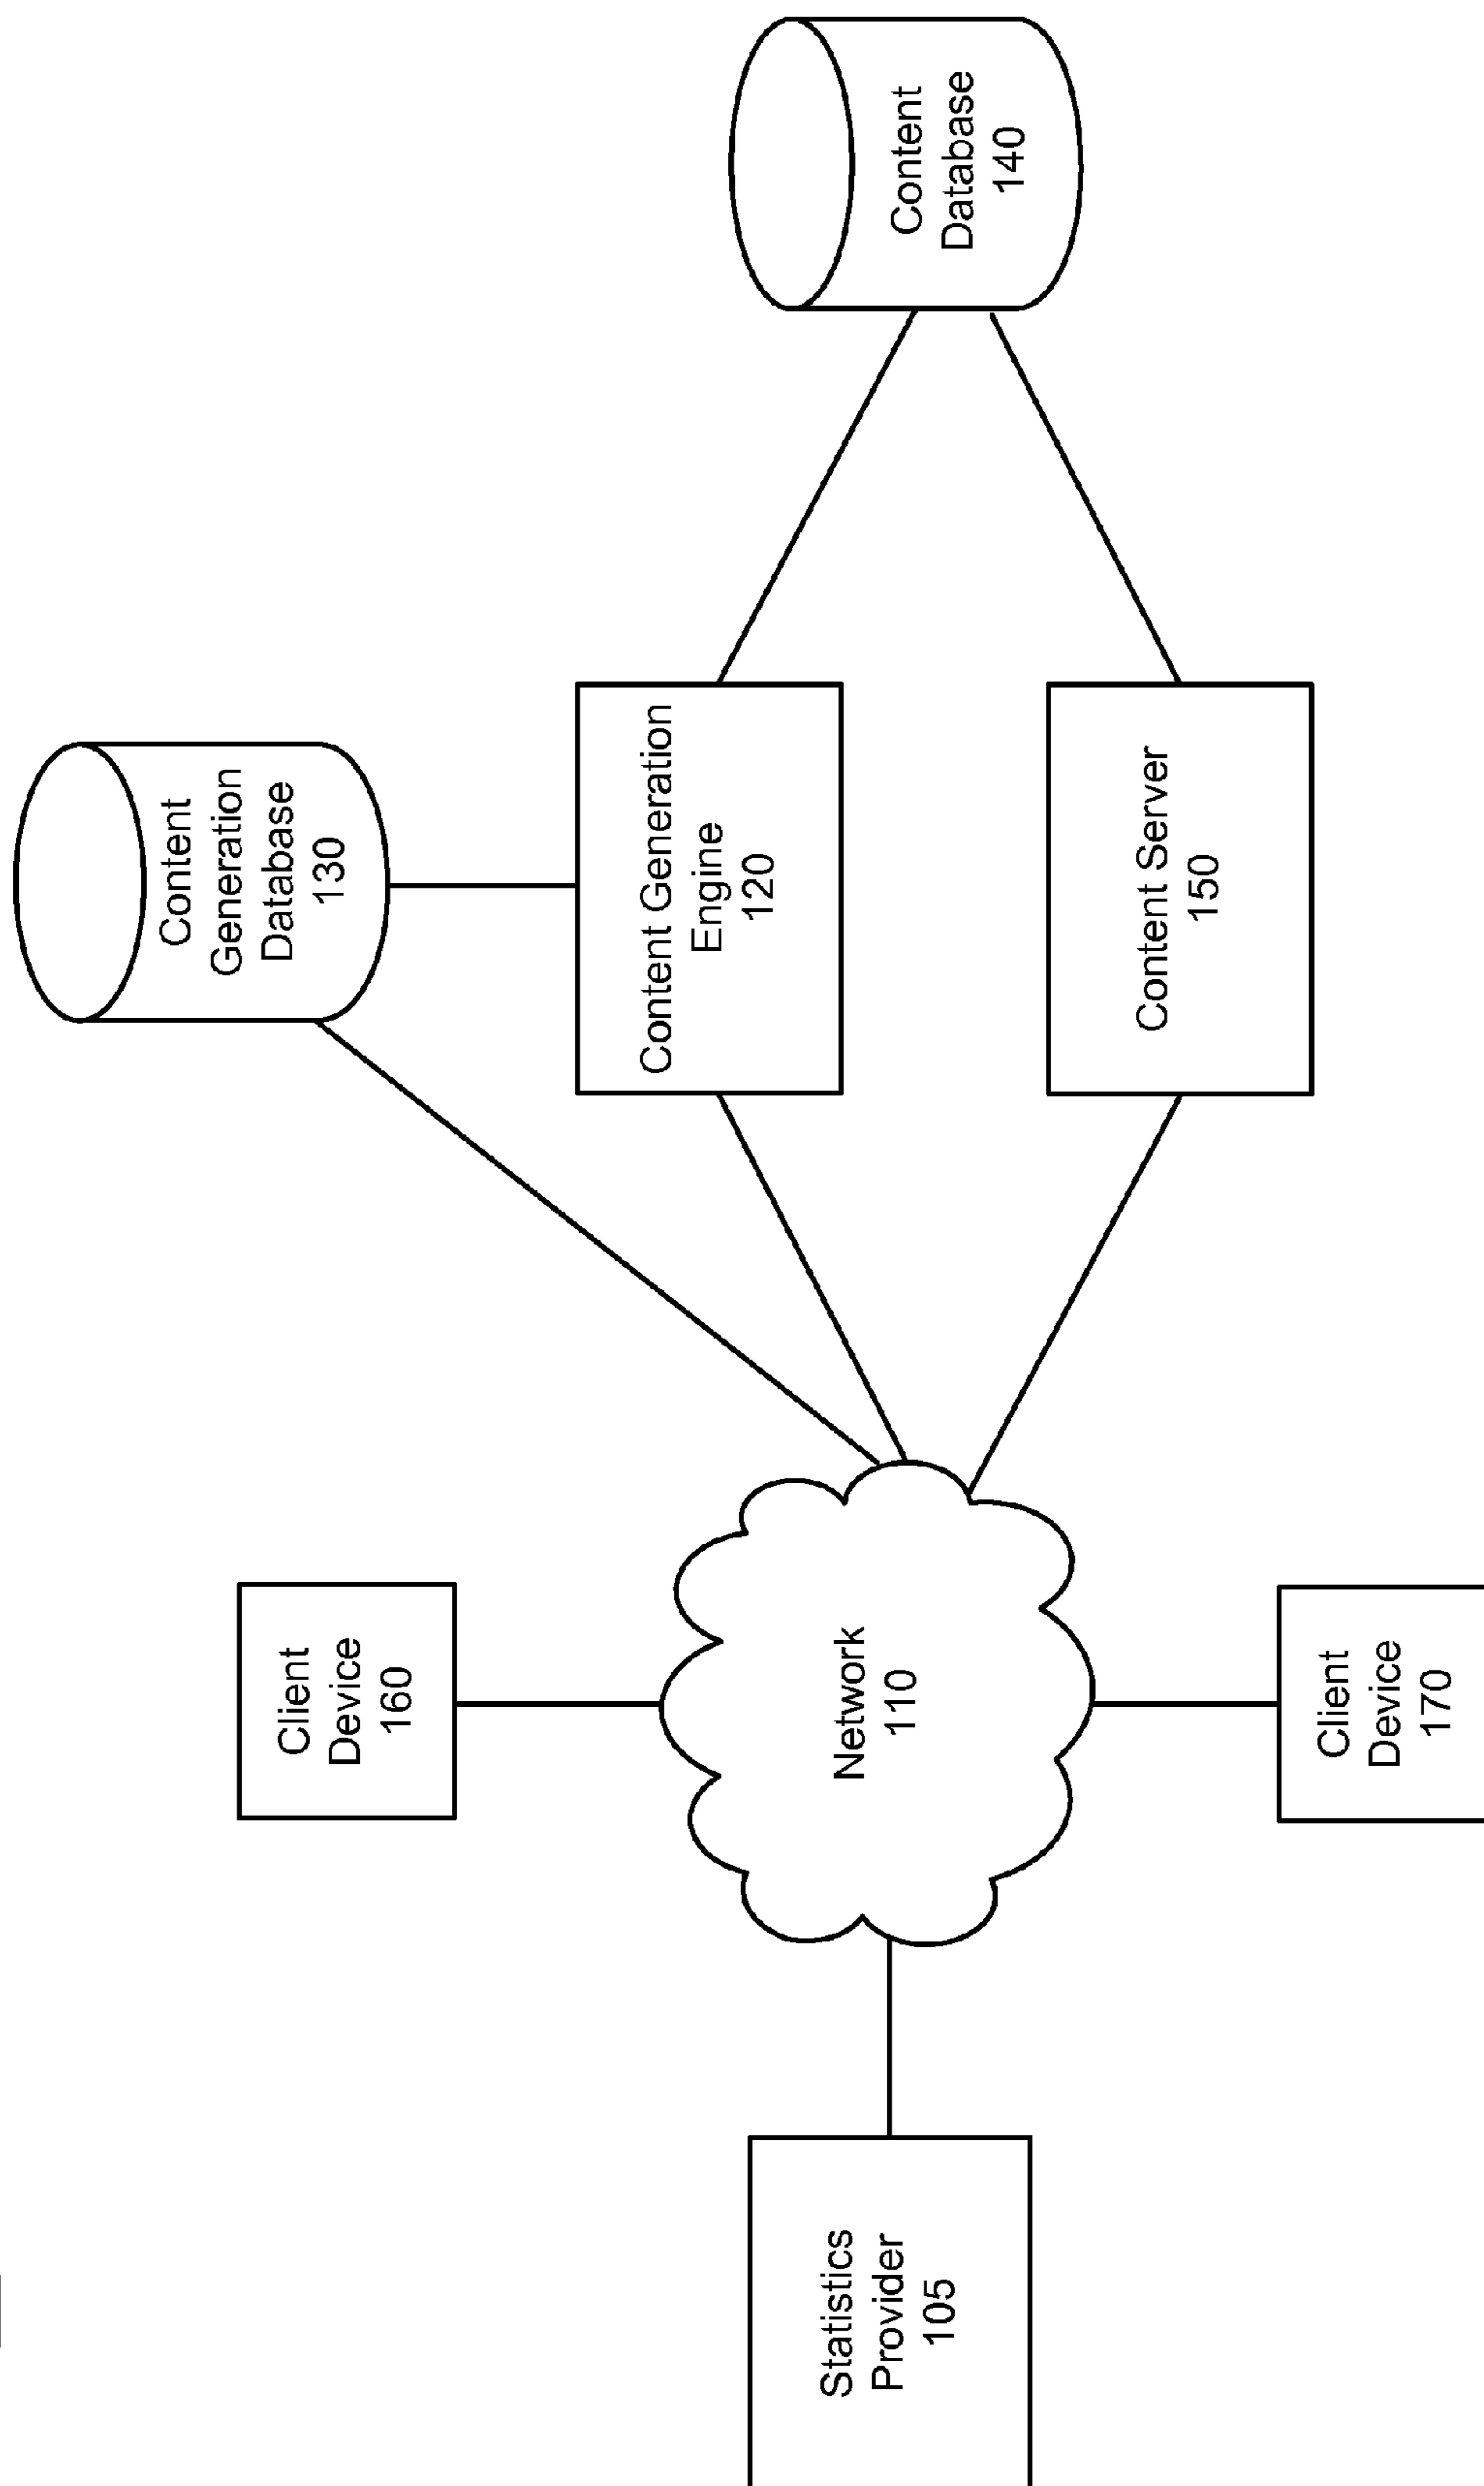 Content
Generation
Database
130
Content
Database
140
Content Generation
Engine
120
Client
Device
160
Network
110
Statistics
Provider
105
Content Server
150
Client
Device
170